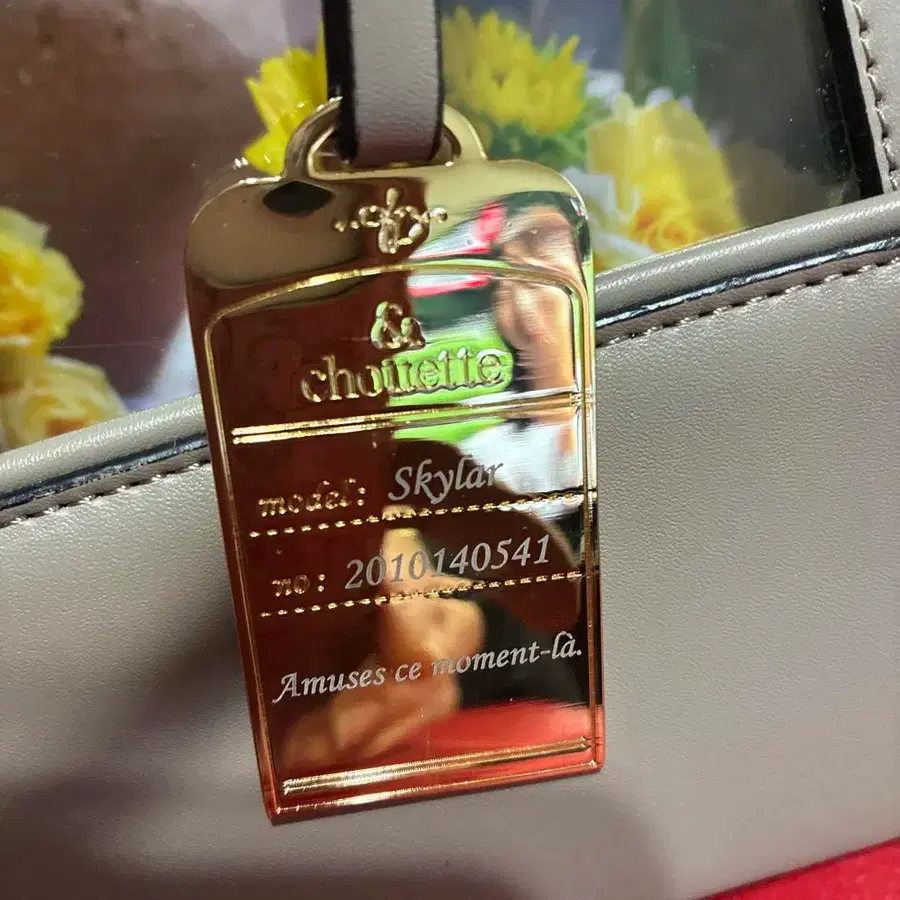 &
chouette
model: Skylar
no: 2010140541
Amuses ce moment-là.